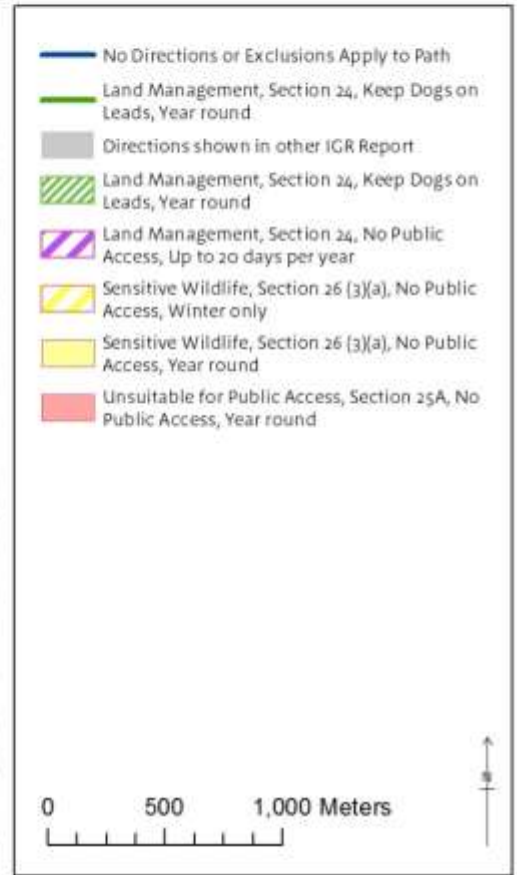 No Directions or Exclusions Apply to Path
Land Management, Section 24, Keep Dogs on
Leads, Year round
Directions shown in other IGR Report
Land Management, Section 24, Keep Dogs on
Leads, Year round
Land Management, Section 24, No Public
Access, Up to 20 days per year
Sensitive Wildlife, Section 26 (3)(a), No Public
Access, Winter only
Sensitive Wildlife, Section 26 (3)(a), No Public
Access, Year round
Unsuitable for Public Access, Section 25A, No
Public Access, Year round
N
0 500 1,000 Meters